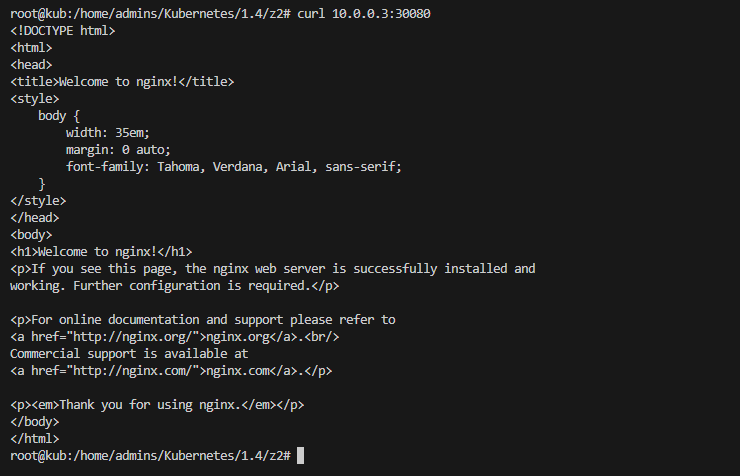 root@kub:/home/admins/Kubernetes/1.4/z2# curl 10.0.0.3:30080
<!DOCTYPE html>
<html>
<head>
<title>Welcome to nginx!</title>
<style>
    body {
        width: 35em;
        margin: 0 auto;
        font-family: Tahoma, Verdana, Arial, sans-serif;
    }
</style>
</head>
<body>
<h1>Welcome to nginx!</h1>
<p>If you see this page, the nginx web server is successfully installed and
working. Further configuration is required.</p>

<p>For online documentation and support please refer to
<a href="http://nginx.org/">nginx.org</a>.<br/>
Commercial support is available at
<a href="http://nginx.com/">nginx.com</a>.</p>

<p><em>Thank you for using nginx.</em></p>
</body>
</html>
root@kub:/home/admins/Kubernetes/1.4/z2#